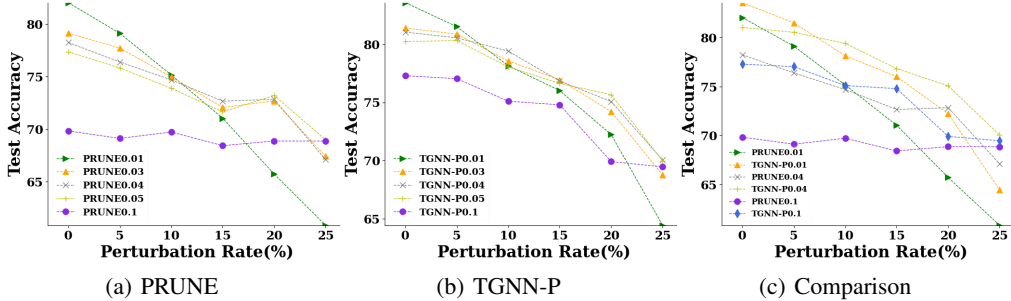 Test Accuracy
80
75
70
65
PRUNE0.01
PRUNE0.03
PRUNE0.04
PRUNE0.05
PRUNE0.1
0 5 10 15 20 25
Perturbation Rate(%)
(a) PRUNE
Test Accuracy
80
75
70
65
TGNN-P0.01
TGNN-P0.03
TGNN-P0.04
TGNN-P0.05
TGNN-P0.1
0 5 10 15 20 25
Perturbation Rate(%)
(b) TGNN-P
Test Accuracy
80
75
70
65
PRUNE0.01
TGNN-P0.01
PRUNE0.04
TGNN-P0.04
PRUNE0.1
TGNN-P0.1
0 5 10 15 20 25
Perturbation Rate(%)
(c) Comparison